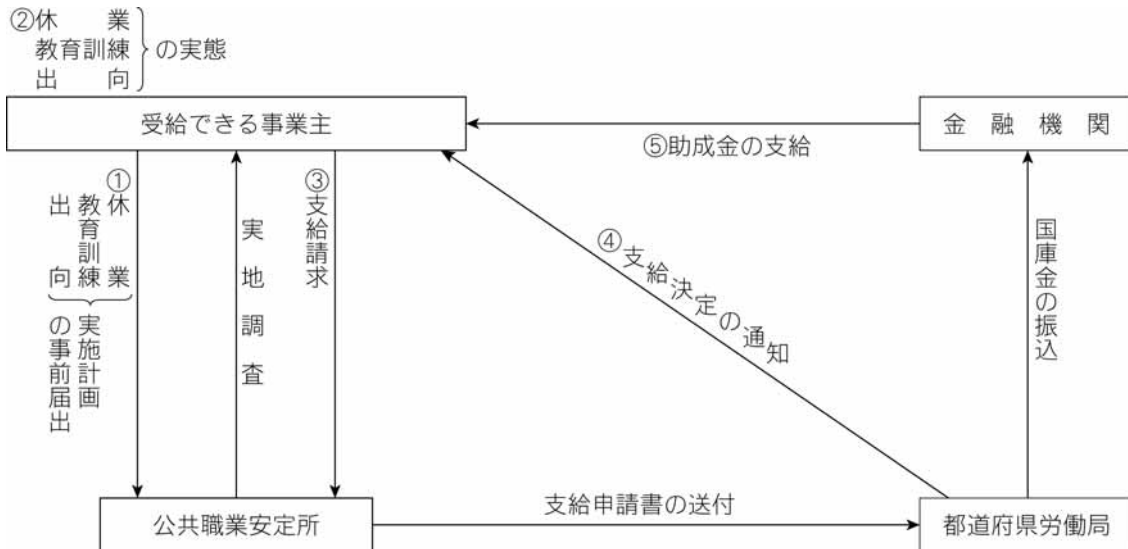 ②休業
教育訓練
出向
の実態
受給できる事業主
金融機関
⑤助成金の支給
①
休業
教育訓練
出向
実施計画
の事前届出
実地調査
③支給請求
④支給決定の通知
国庫金の振込
公共職業安定所
支給申請書の送付
都道府県労働局